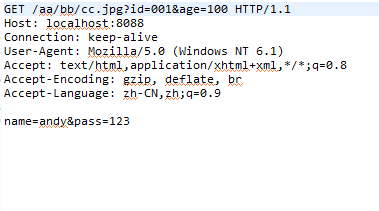 GET /aa/bb/cc.jpg?id=001&age=100 HTTP/1.1
Host: localhost:8088
Connection: keep-alive
User-Agent: Mozilla/5.0 (Windows NT 6.1)
Accept: text/html,application/xhtml+xml,*/*;q=0.8
Accept-Encoding: gzip, deflate, br
Accept-Language: zh-CN,zh;q=0.9
name=andy&pass=123